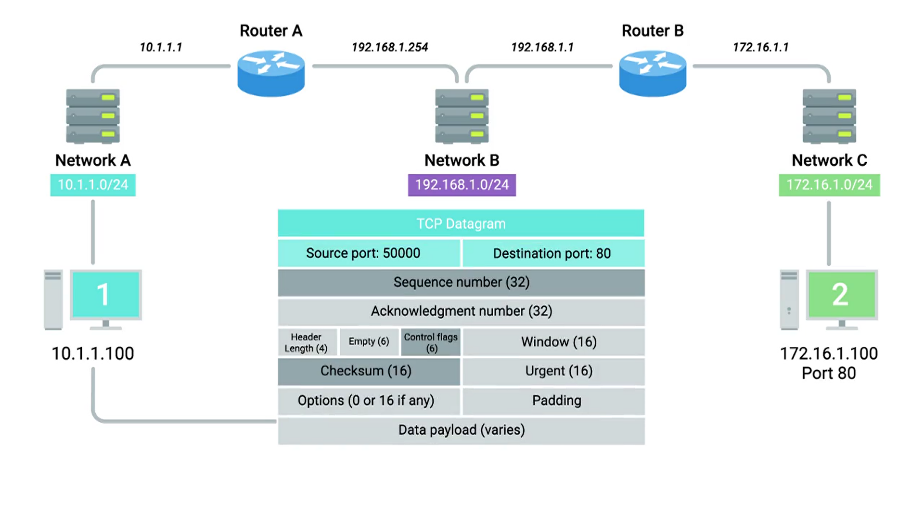 Router A
Router B
10.1.1.1
192.168.1.254
192.168.1.1
172.16.1.1
Network A
Network B
Network C
10.1.1.0/24
192.168.1.0/24
172.16.1.0/24
TCP Datagram
Source port: 50000
Destination port: 80
Sequence number (32)
Acknowledgment number (32)
Header
Length (4)
Empty (6)
Control flags
(6)
Window (16)
Checksum (16)
Urgent (16)
Options (0 or 16 if any)
Padding
Data payload (varies)
1
10.1.1.100
2
172.16.1.100
Port 80